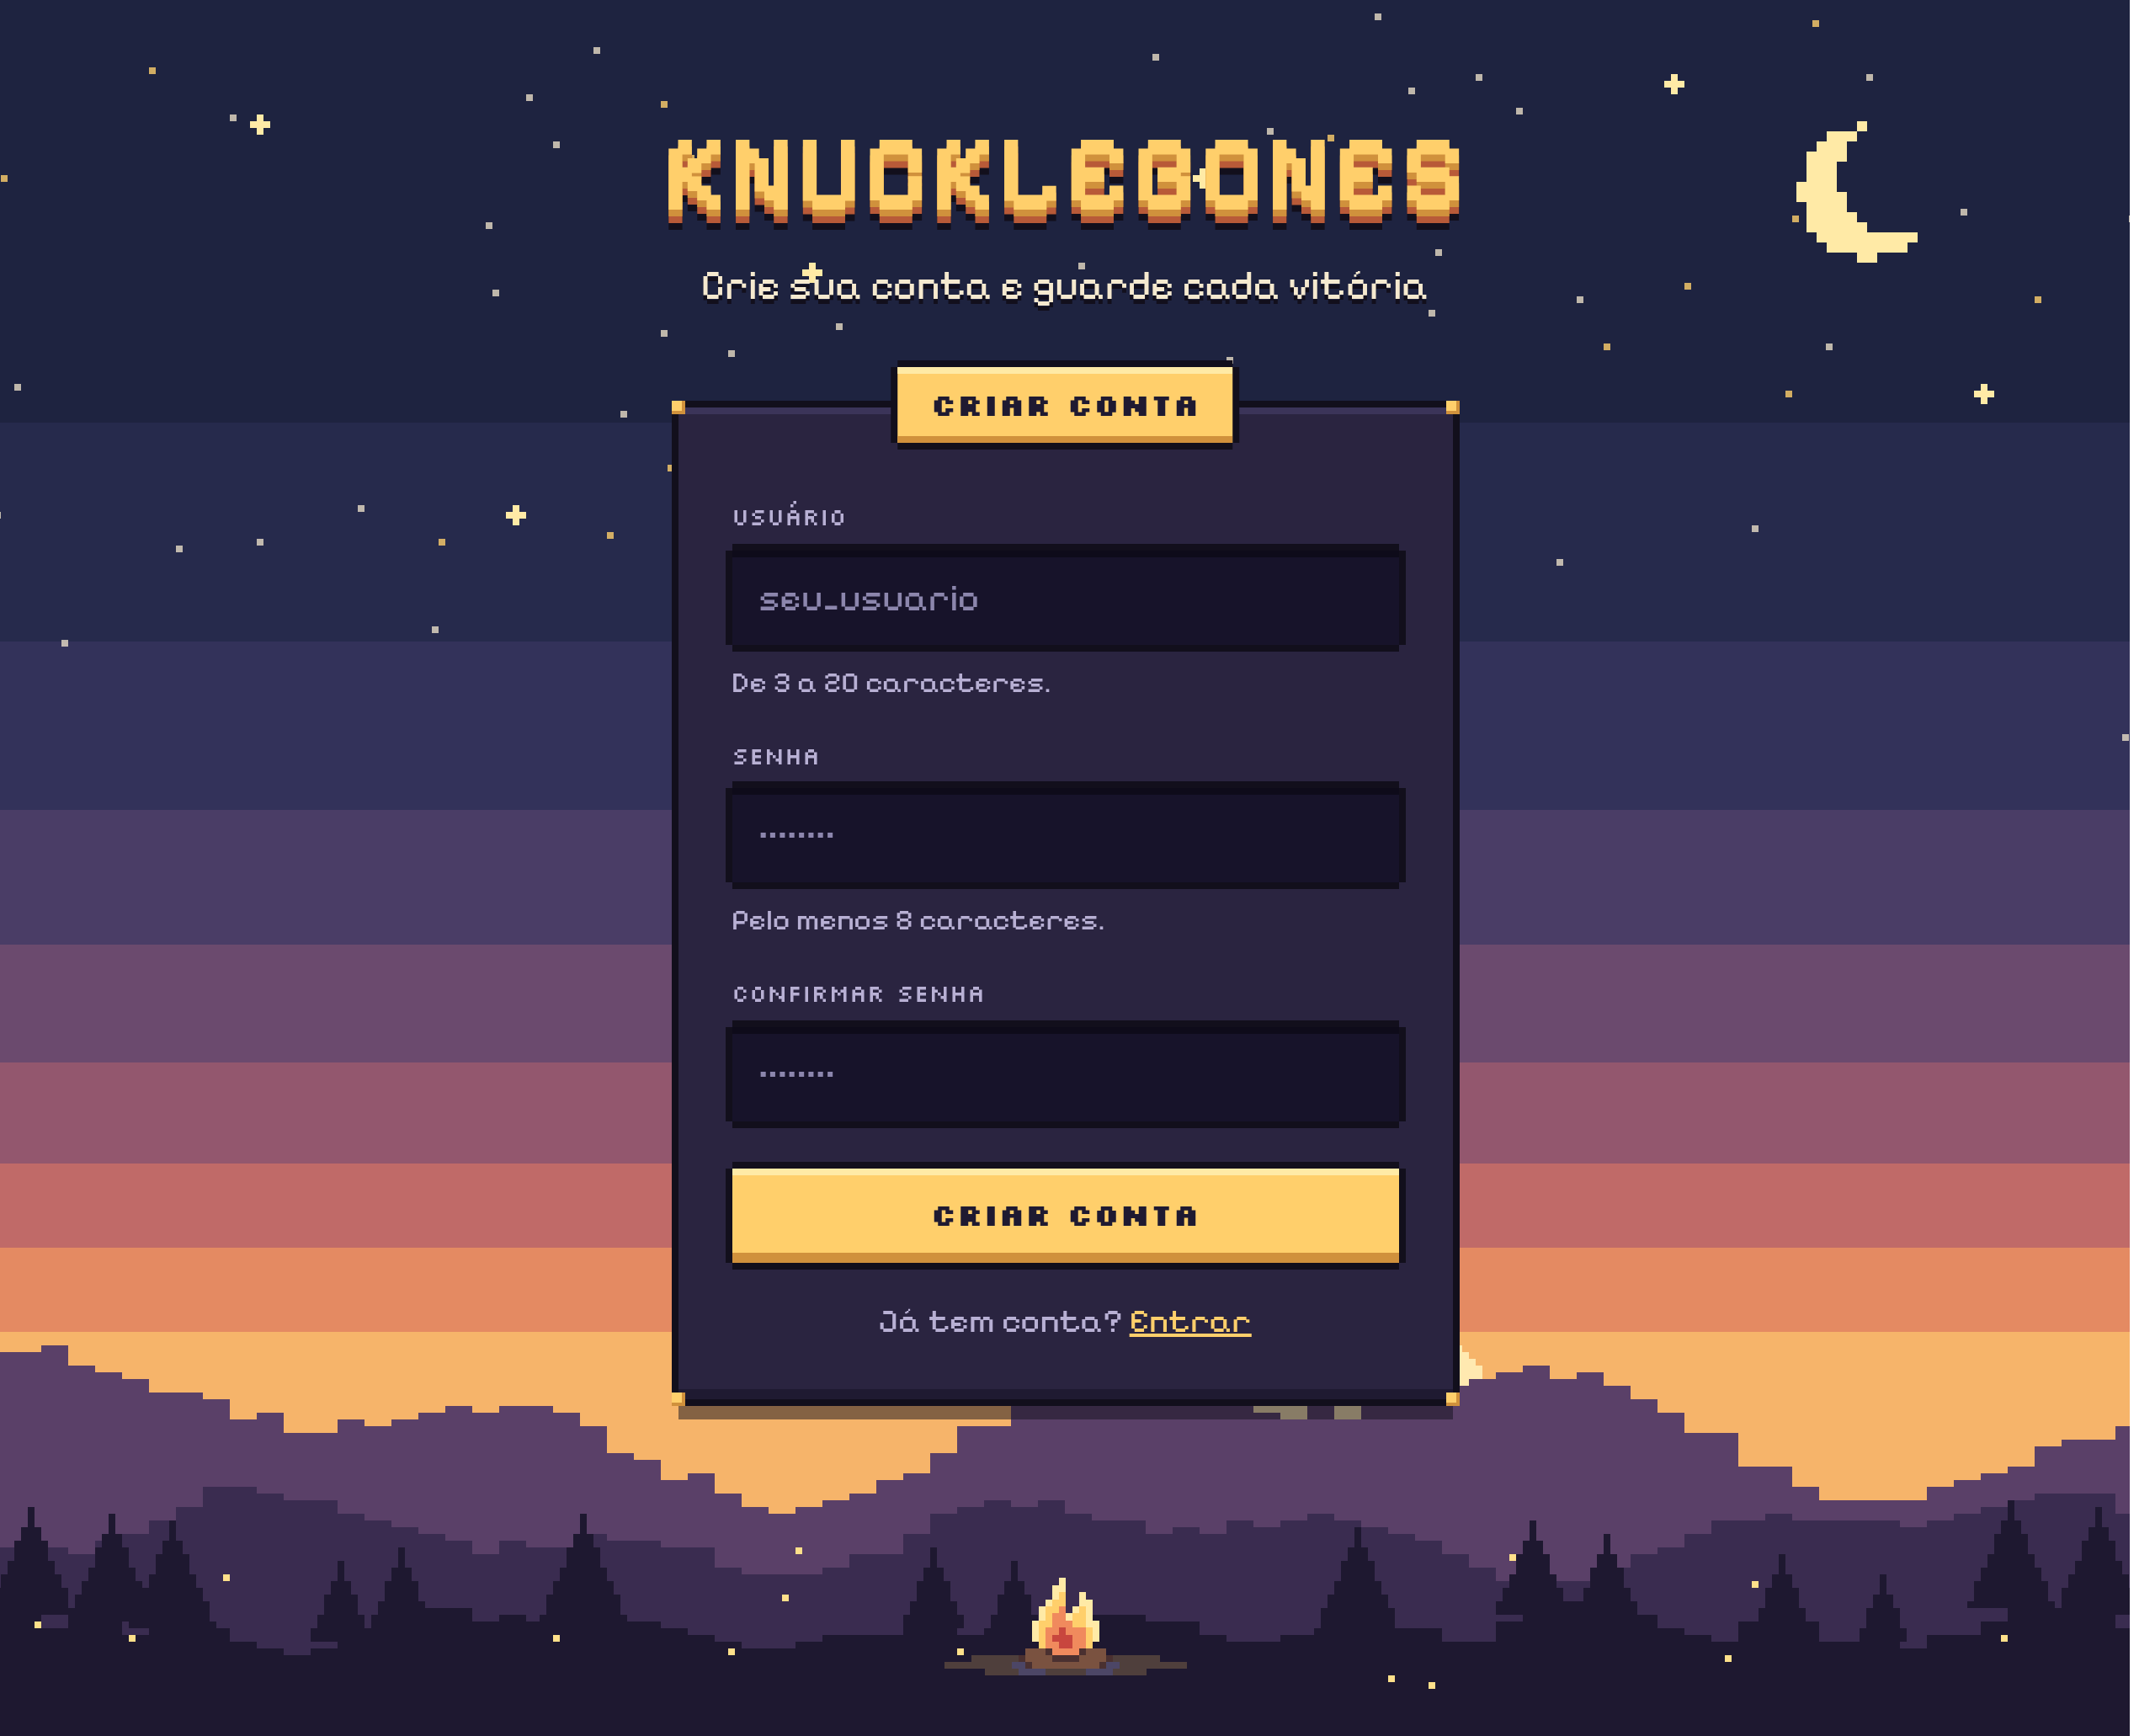 KNUCKLEBONES
Crie sua conta e guarde cada vitória
CRIAR CONTA
USUÁRIO
seu_usuario
De 3 a 20 caracteres.
SENHA
••••••••
Pelo menos 8 caracteres.
CONFIRMAR SENHA
••••••••
CRIAR CONTA
Já tem conta? Entrar